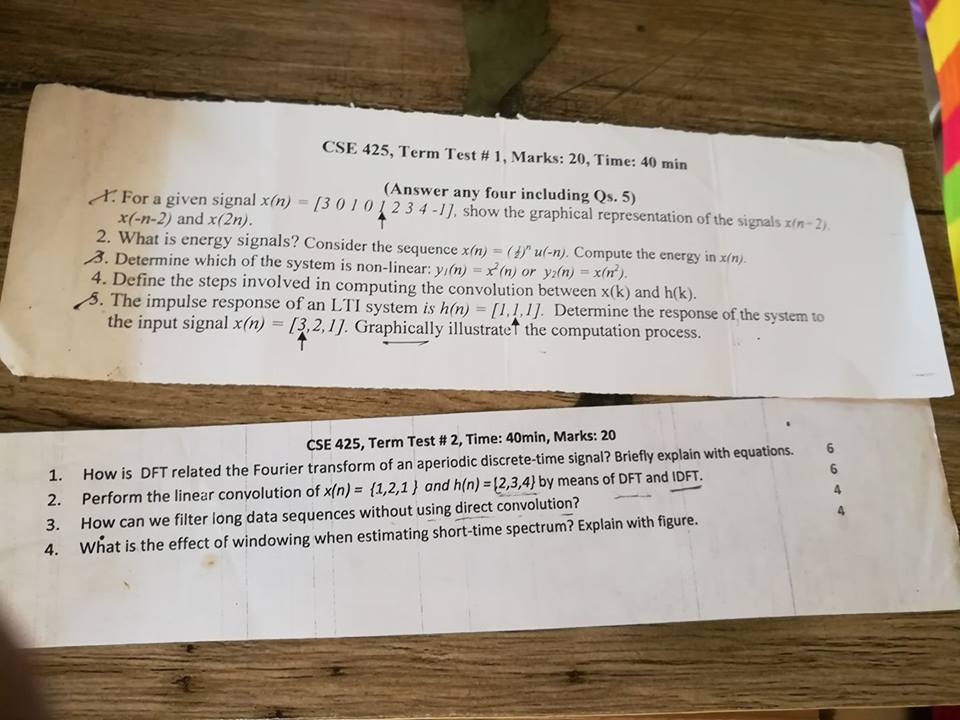 CSE 425, Term Test # 1, Marks: 20, Time: 40 min
(Answer any four including Qs. 5)
1. For a given signal x(n) = [3 0 1 0 1 2 3 4 -1], show the graphical representation of the signals x(n-2),
x(-n-2) and x(2n).
2. What is energy signals? Consider the sequence x(n) = (½)ⁿ u(-n). Compute the energy in x(n).
3. Determine which of the system is non-linear: y₁(n) = x²(n) or y₂(n) = x(n²).
4. Define the steps involved in computing the convolution between x(k) and h(k).
5. The impulse response of an LTI system is h(n) = [1,1,1]. Determine the response of the system to
the input signal x(n) = [3,2,1]. Graphically illustrate the computation process.
CSE 425, Term Test # 2, Time: 40min, Marks: 20
1. How is DFT related the Fourier transform of an aperiodic discrete-time signal? Briefly explain with equations. 6
2. Perform the linear convolution of x(n) = {1,2,1 } and h(n) ={2,3,4} by means of DFT and IDFT. 6
3. How can we filter long data sequences without using direct convolution? 4
4. What is the effect of windowing when estimating short-time spectrum? Explain with figure. 4